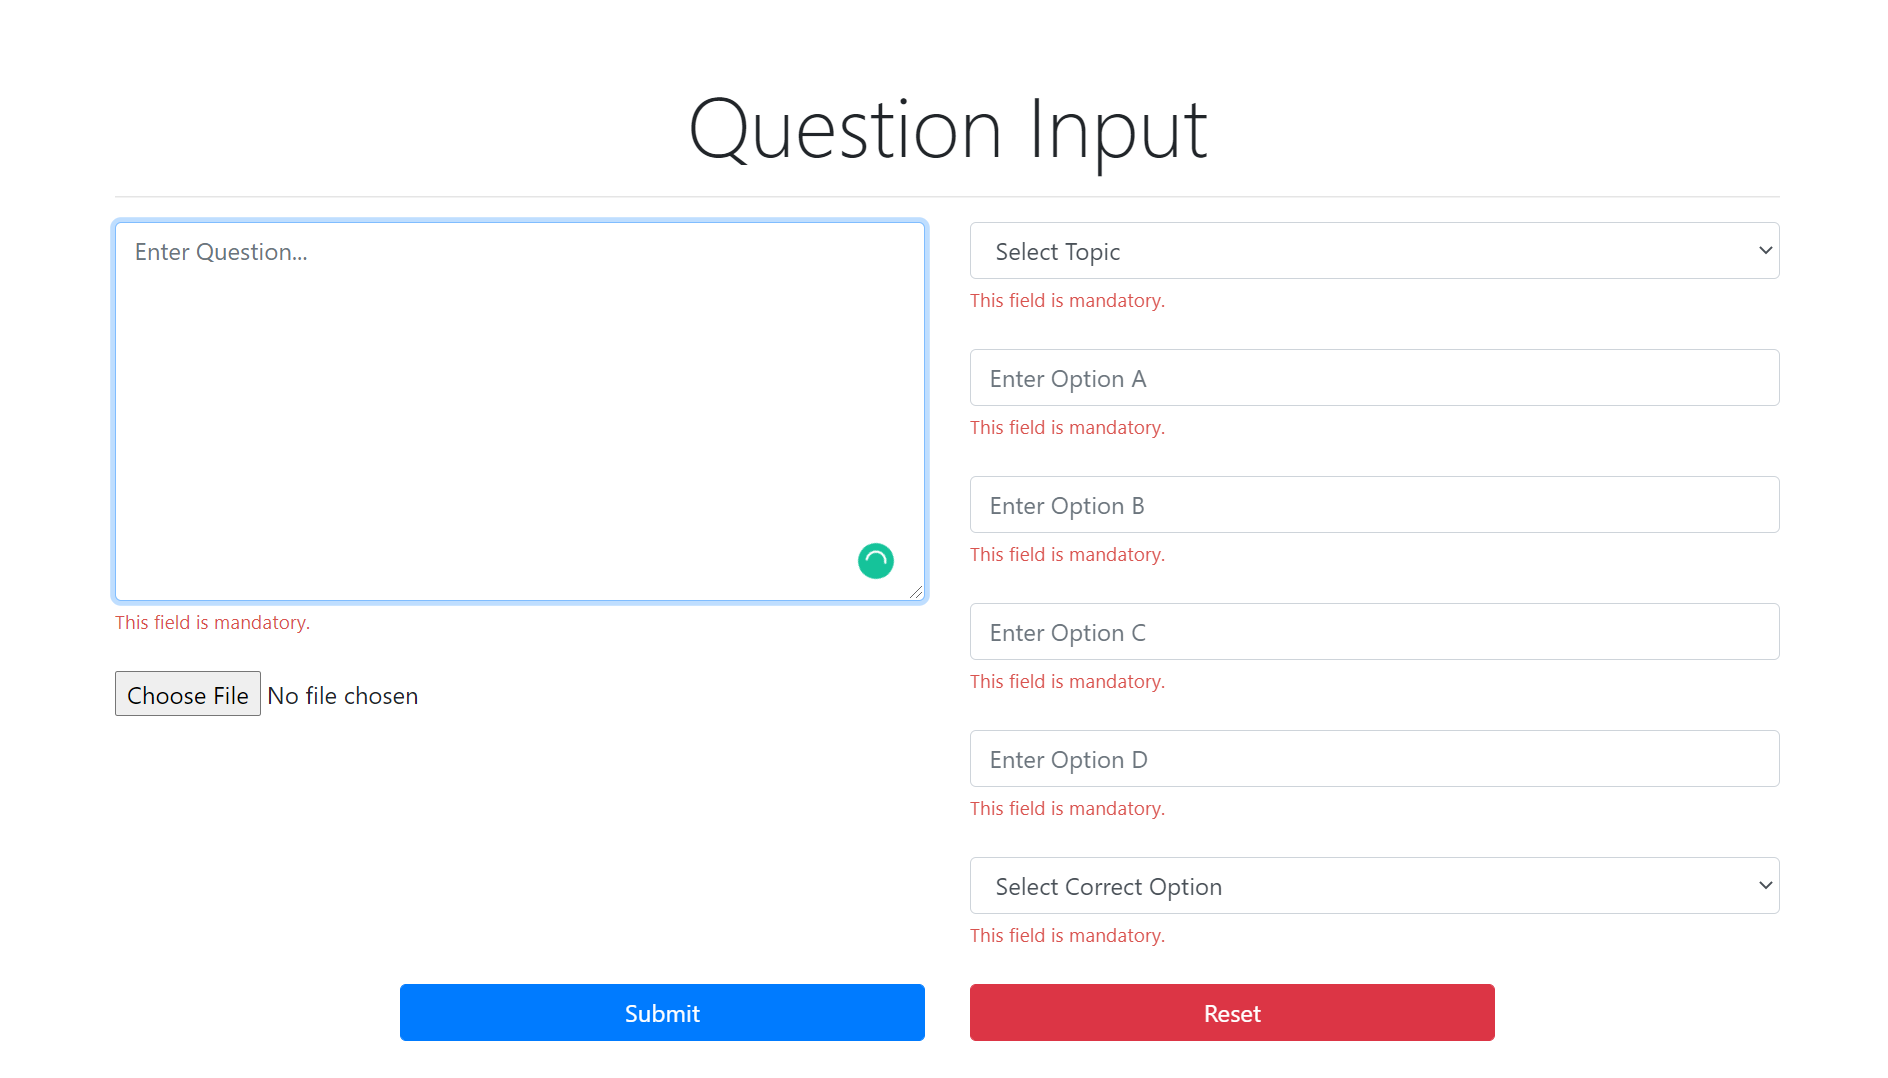 Question Input
Enter Question...
This field is mandatory.
Choose File No file chosen
Select Topic
This field is mandatory.
Enter Option A
This field is mandatory.
Enter Option B
This field is mandatory.
Enter Option C
This field is mandatory.
Enter Option D
This field is mandatory.
Select Correct Option
This field is mandatory.
Submit
Reset